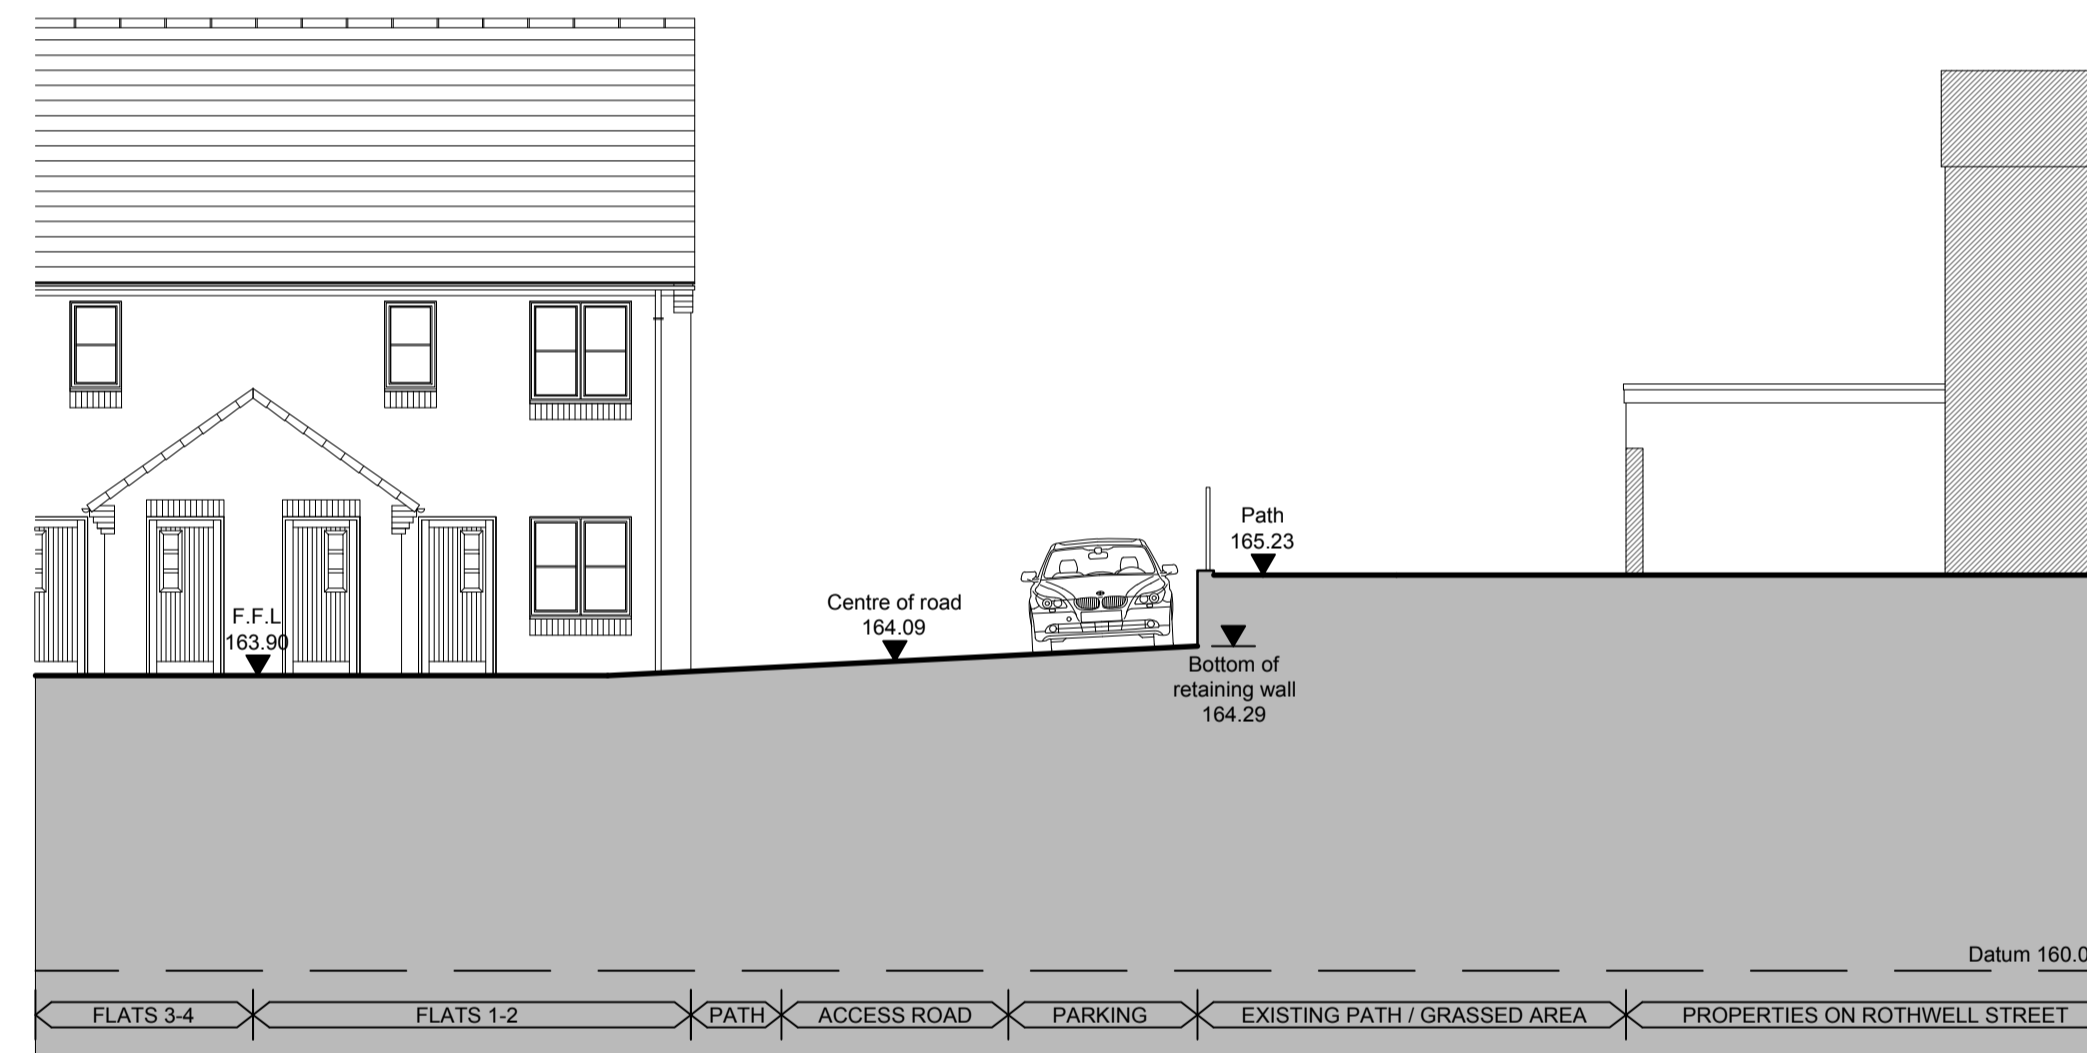 Path
165.23
Centre of road
164.09
F.F.L
163.90
Bottom of
retaining wall
164.29
Datum 160.0
FLATS 3-4
FLATS 1-2
PATH
ACCESS ROAD
PARKING
EXISTING PATH / GRASSED AREA
PROPERTIES ON ROTHWELL STREET